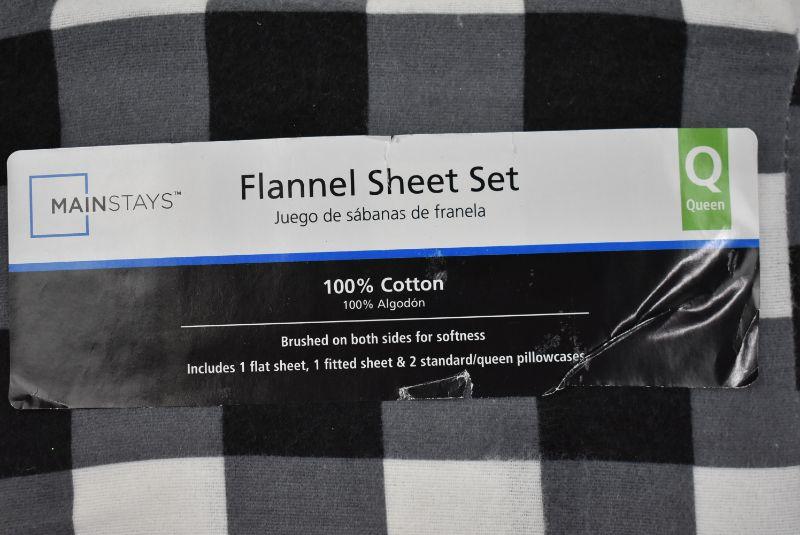 MAINSTAYS™
Flannel Sheet Set
Juego de sábanas de franela
Q
Queen
100% Cotton
100% Algodón
Brushed on both sides for softness
Includes 1 flat sheet, 1 fitted sheet & 2 standard/queen pillowcases